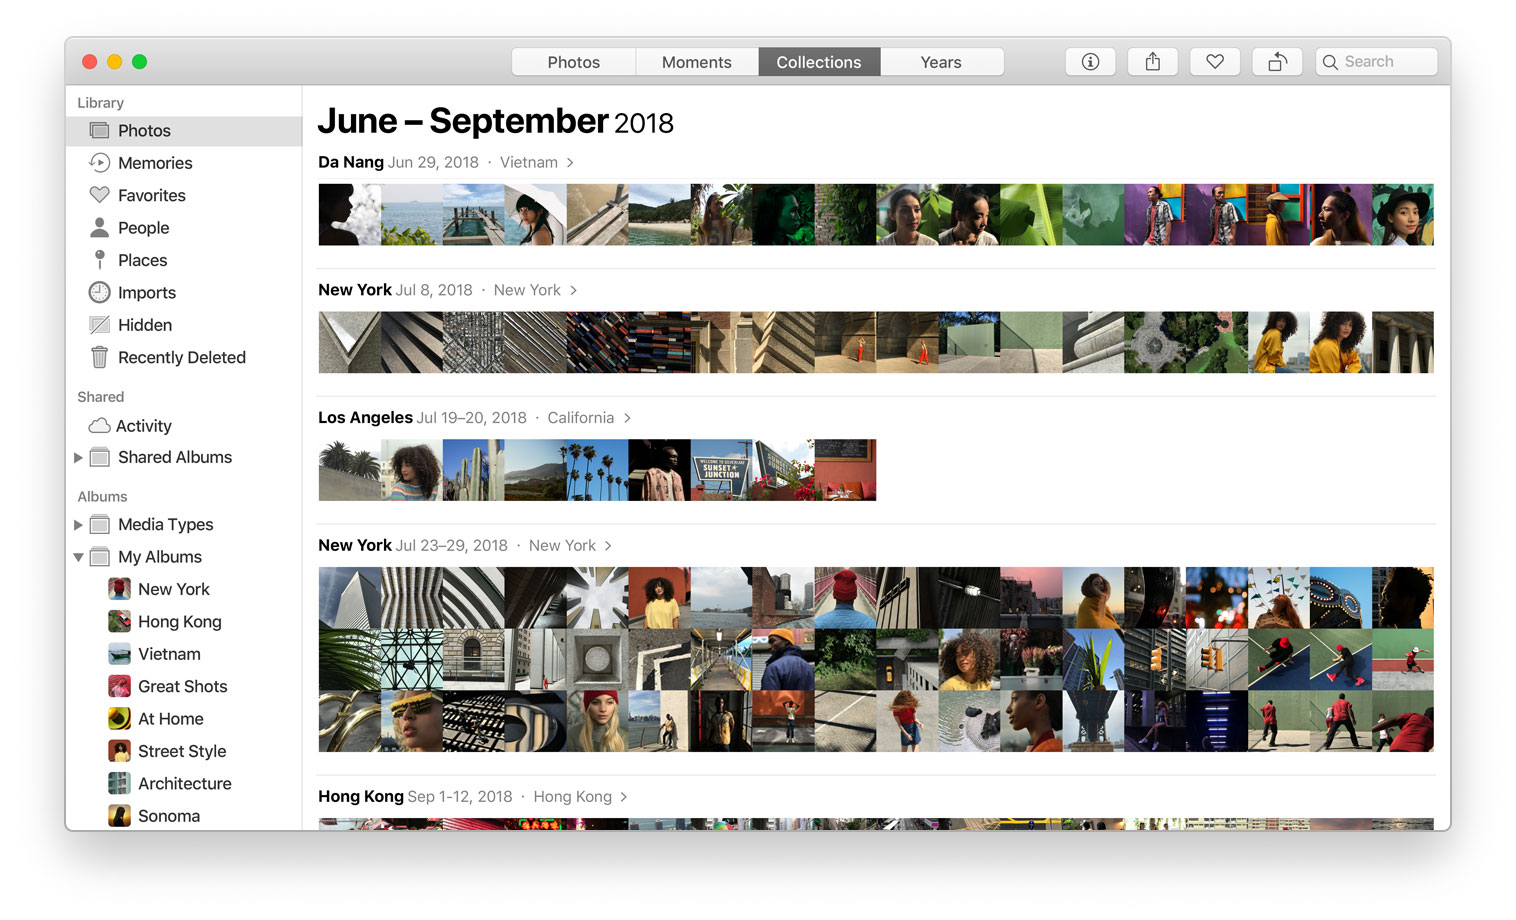 Photos Moments Collections Years Search
Library
Photos
Memories
Favorites
People
Places
Imports
Hidden
Recently Deleted
Shared
Activity
Shared Albums
Albums
Media Types
My Albums
New York
Hong Kong
Vietnam
Great Shots
At Home
Street Style
Architecture
Sonoma
June – September 2018
Da Nang Jun 29, 2018 · Vietnam >
New York Jul 8, 2018 · New York >
Los Angeles Jul 19–20, 2018 · California >
WELCOME TO SILVERLAKE
SUNSET
JUNCTION
New York Jul 23–29, 2018 · New York >
Hong Kong Sep 1-12, 2018 · Hong Kong >